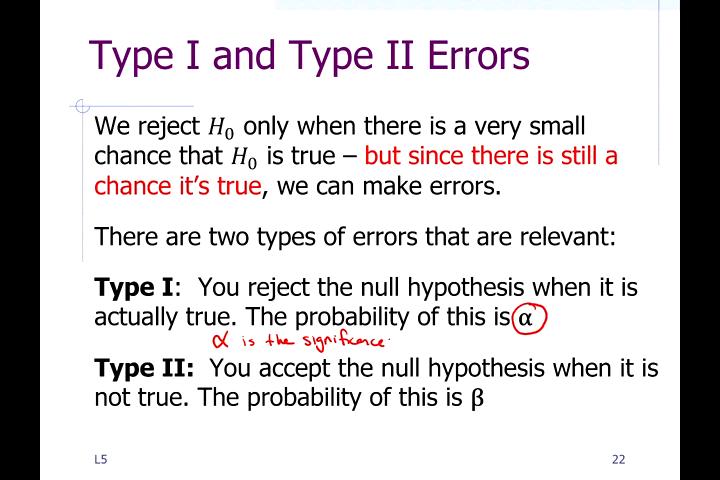 Type I and Type II Errors
We reject H₀ only when there is a very small
chance that H₀ is true – but since there is still a
chance it's true, we can make errors.
There are two types of errors that are relevant:
Type I: You reject the null hypothesis when it is
actually true. The probability of this is α
α is the significance.
Type II: You accept the null hypothesis when it is
not true. The probability of this is β
L5
22